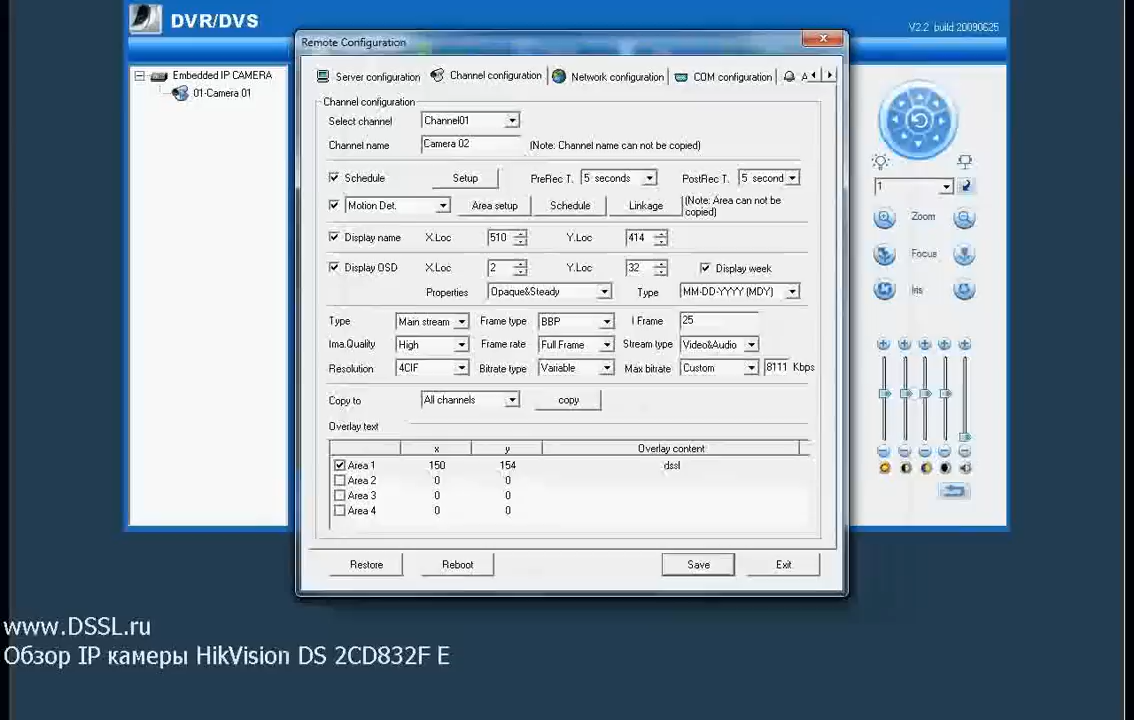 DVR/DVS
V2.2 build 20090625
Embedded IP CAMERA
01-Camera 01
Remote Configuration
Server configuration Channel configuration Network configuration COM configuration A
Channel configuration
Select channel Channel01
Channel name Camera 02 (Note: Channel name can not be copied)
Schedule Setup PreRec T. 5 seconds PostRec T. 5 second
Motion Det. Area setup Schedule Linkage (Note: Area can not be
copied)
Display name X.Loc 510 Y.Loc 414
Display OSD X.Loc 2 Y.Loc 32 Display week
Properties Opaque&Steady Type MM-DD-YYYY (MDY)
Type Main stream Frame type BBP I Frame 25
Ima.Quality High Frame rate Full Frame Stream type Video&Audio
Resolution 4CIF Bitrate type Variable Max bitrate Custom 8111 Kbps
Copy to All channels copy
Overlay text
x y Overlay content
Area 1 150 154 dssl
Area 2 0 0
Area 3 0 0
Area 4 0 0
Restore Reboot Save Exit
1
Zoom
Focus
Iris
www.DSSL.ru
Обзор IP камеры HikVision DS 2CD832F E